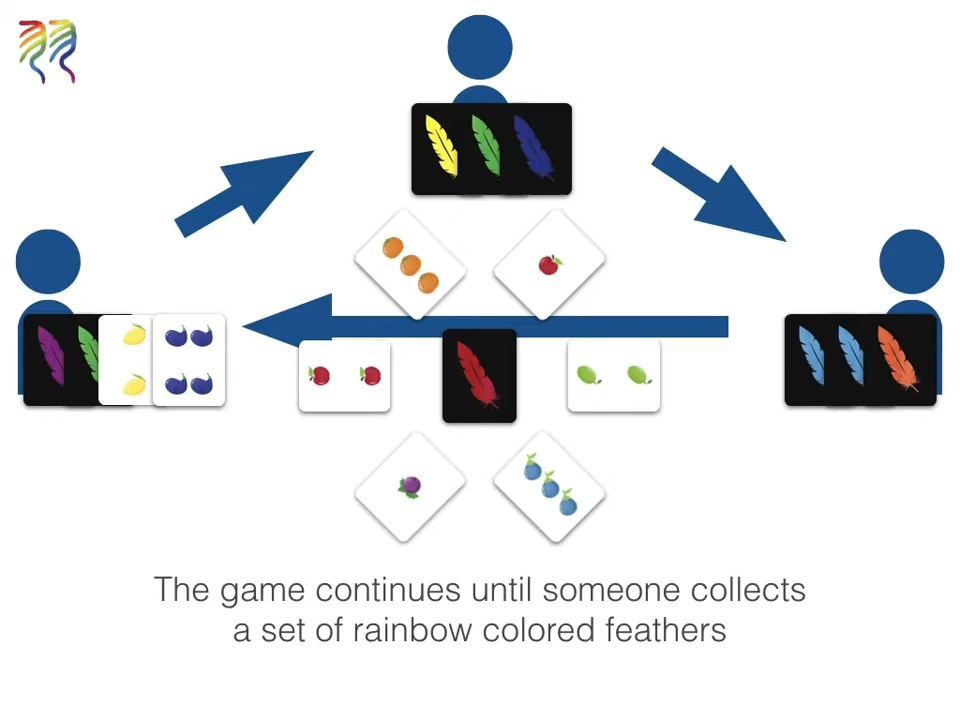 The game continues until someone collects
a set of rainbow colored feathers